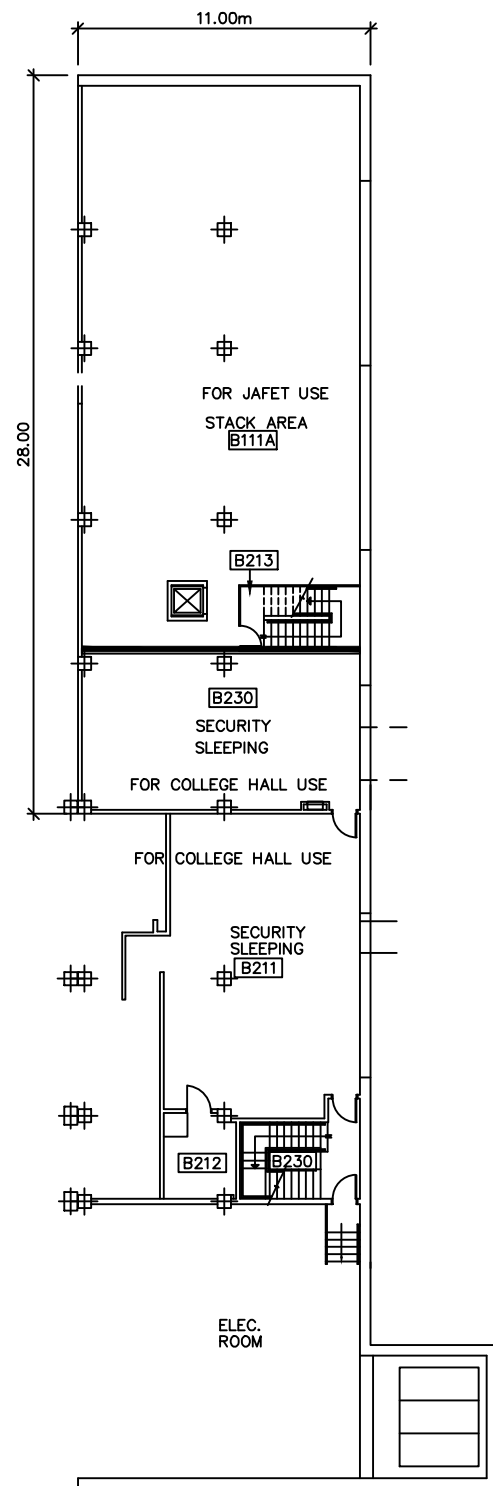 11.00m
28.00
FOR JAFET USE
STACK AREA
B111A
B213
B230
SECURITY
SLEEPING
FOR COLLEGE HALL USE
FOR COLLEGE HALL USE
SECURITY
SLEEPING
B211
B212
B230
ELEC.
ROOM